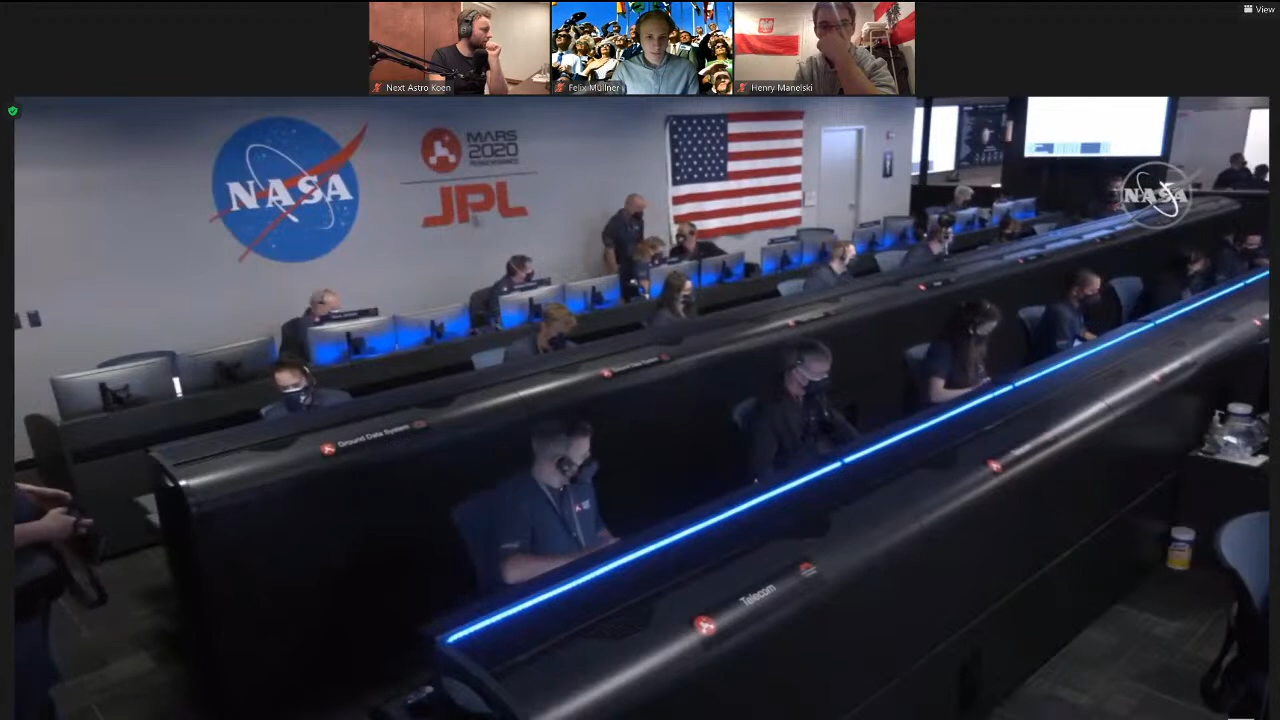 View
Next Astro Koen
Felix Müllner
Henry Manelski
NASA
MARS
2020
PERSEVERANCE
JPL
NASA
Ground Data System
Telecom